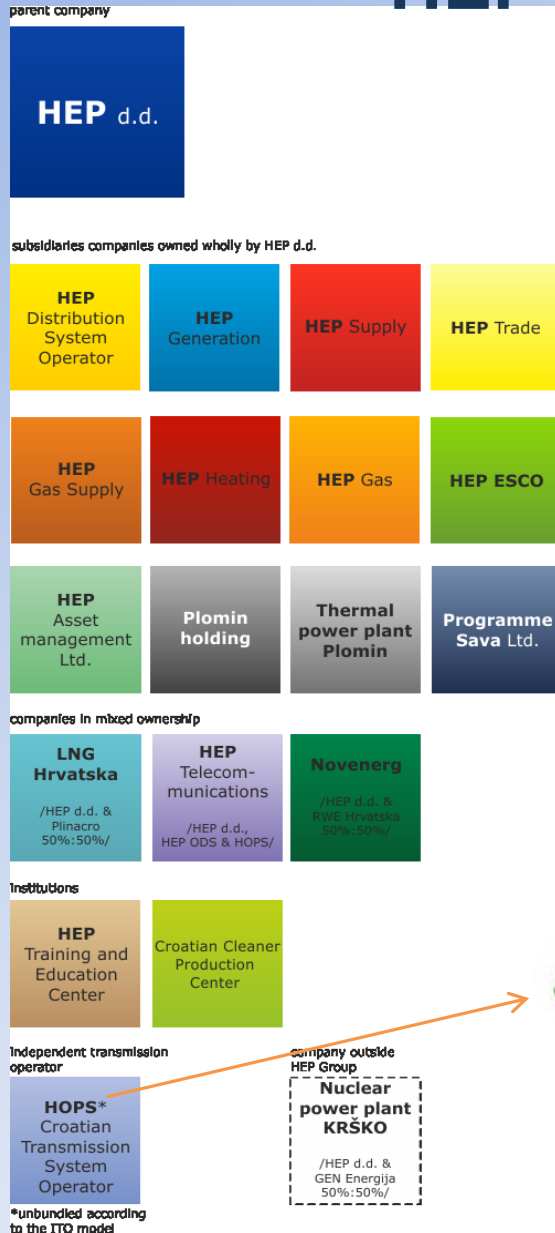 parent company
HEP d.d.
subsidiaries companies owned wholly by HEP d.d.
HEP
Distribution
System
Operator
HEP
Generation
HEP Supply
HEP Trade
HEP
Gas Supply
HEP Heating
HEP Gas
HEP ESCO
HEP
Asset
management
Ltd.
Plomin
holding
Thermal
power plant
Plomin
Programme
Sava Ltd.
companies in mixed ownership
LNG
Hrvatska
/HEP d.d. &
Plinacro
50%:50%/
HEP
Telecom-
munications
/HEP d.d.,
HEP ODS & HOPS/
Novenerg
/HEP d.d. &
RWE Hrvatska
50%:50%/
institutions
HEP
Training and
Education
Center
Croatian Cleaner
Production
Center
independent transmission
operator
HOPS*
Croatian
Transmission
System
Operator
*unbundled according
to the ITO model
company outside
HEP Group
Nuclear
power plant
KRŠKO
/HEP d.d. &
GEN Energija
50%:50%/